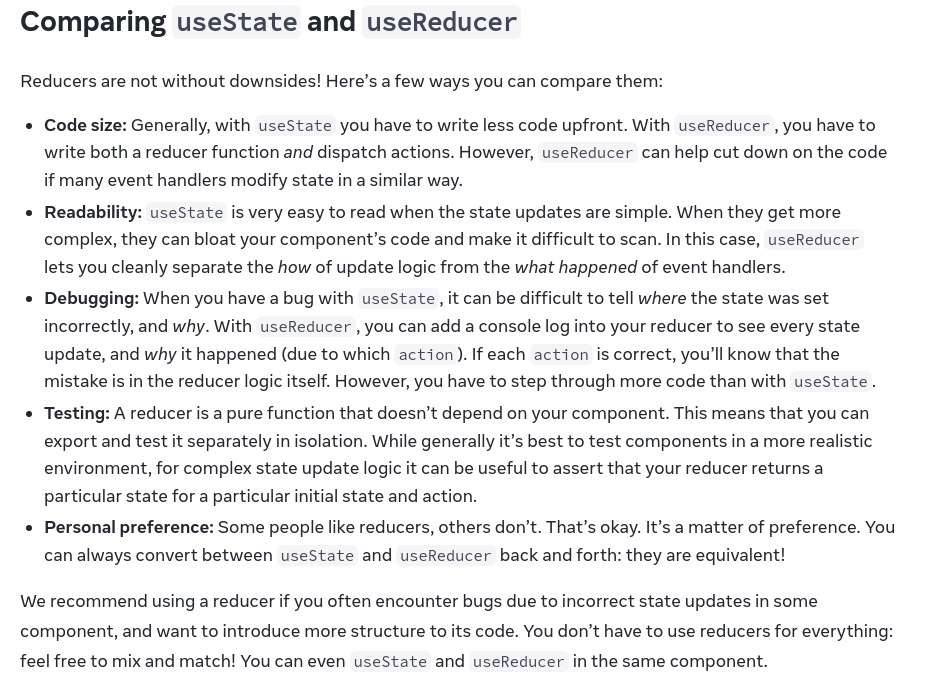 Comparing useState and useReducer
Reducers are not without downsides! Here's a few ways you can compare them:
• Code size: Generally, with useState you have to write less code upfront. With useReducer, you have to
write both a reducer function and dispatch actions. However, useReducer can help cut down on the code
if many event handlers modify state in a similar way.
• Readability: useState is very easy to read when the state updates are simple. When they get more
complex, they can bloat your component's code and make it difficult to scan. In this case, useReducer
lets you cleanly separate the how of update logic from the what happened of event handlers.
• Debugging: When you have a bug with useState, it can be difficult to tell where the state was set
incorrectly, and why. With useReducer, you can add a console log into your reducer to see every state
update, and why it happened (due to which action). If each action is correct, you'll know that the
mistake is in the reducer logic itself. However, you have to step through more code than with useState.
• Testing: A reducer is a pure function that doesn't depend on your component. This means that you can
export and test it separately in isolation. While generally it's best to test components in a more realistic
environment, for complex state update logic it can be useful to assert that your reducer returns a
particular state for a particular initial state and action.
• Personal preference: Some people like reducers, others don't. That's okay. It's a matter of preference. You
can always convert between useState and useReducer back and forth: they are equivalent!
We recommend using a reducer if you often encounter bugs due to incorrect state updates in some
component, and want to introduce more structure to its code. You don't have to use reducers for everything:
feel free to mix and match! You can even useState and useReducer in the same component.